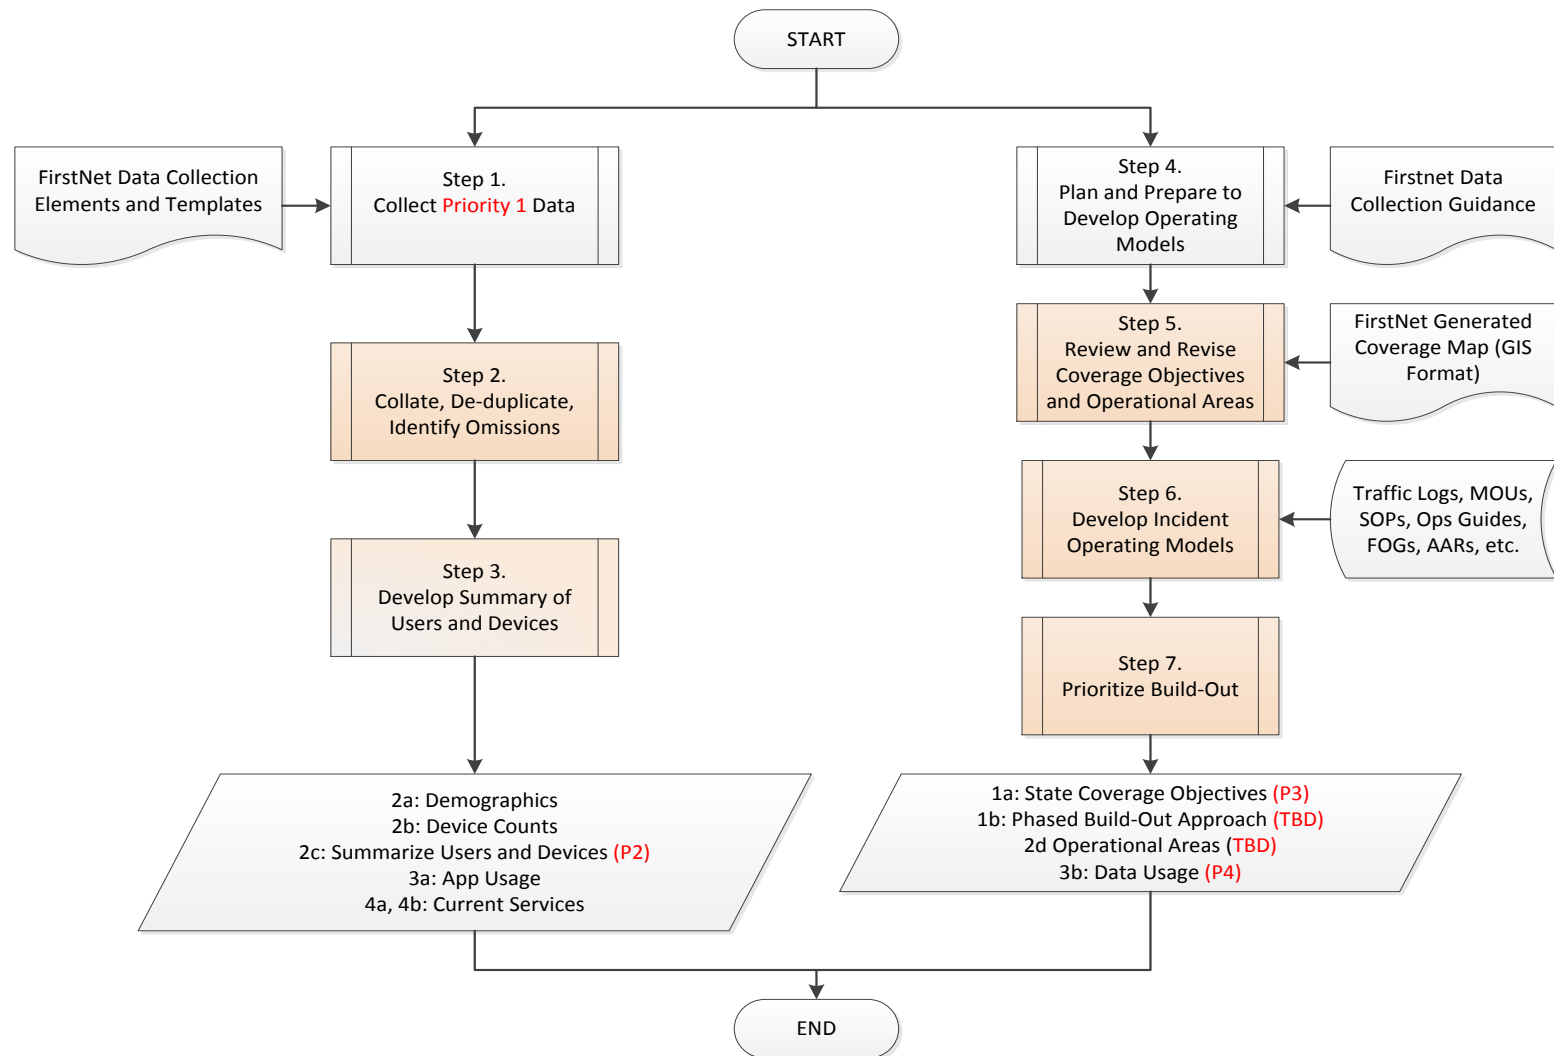 START
FirstNet Data Collection
Elements and Templates
Step 1.
Collect Priority 1 Data
Step 2.
Collate, De-duplicate,
Identify Omissions
Step 3.
Develop Summary of
Users and Devices
2a: Demographics
2b: Device Counts
2c: Summarize Users and Devices (P2)
3a: App Usage
4a, 4b: Current Services
Step 4.
Plan and Prepare to
Develop Operating
Models
Firstnet Data
Collection Guidance
Step 5.
Review and Revise
Coverage Objectives
and Operational Areas
FirstNet Generated
Coverage Map (GIS
Format)
Step 6.
Develop Incident
Operating Models
Traffic Logs, MOUs,
SOPs, Ops Guides,
FOGs, AARs, etc.
Step 7.
Prioritize Build-Out
1a: State Coverage Objectives (P3)
1b: Phased Build-Out Approach (TBD)
2d Operational Areas (TBD)
3b: Data Usage (P4)
END